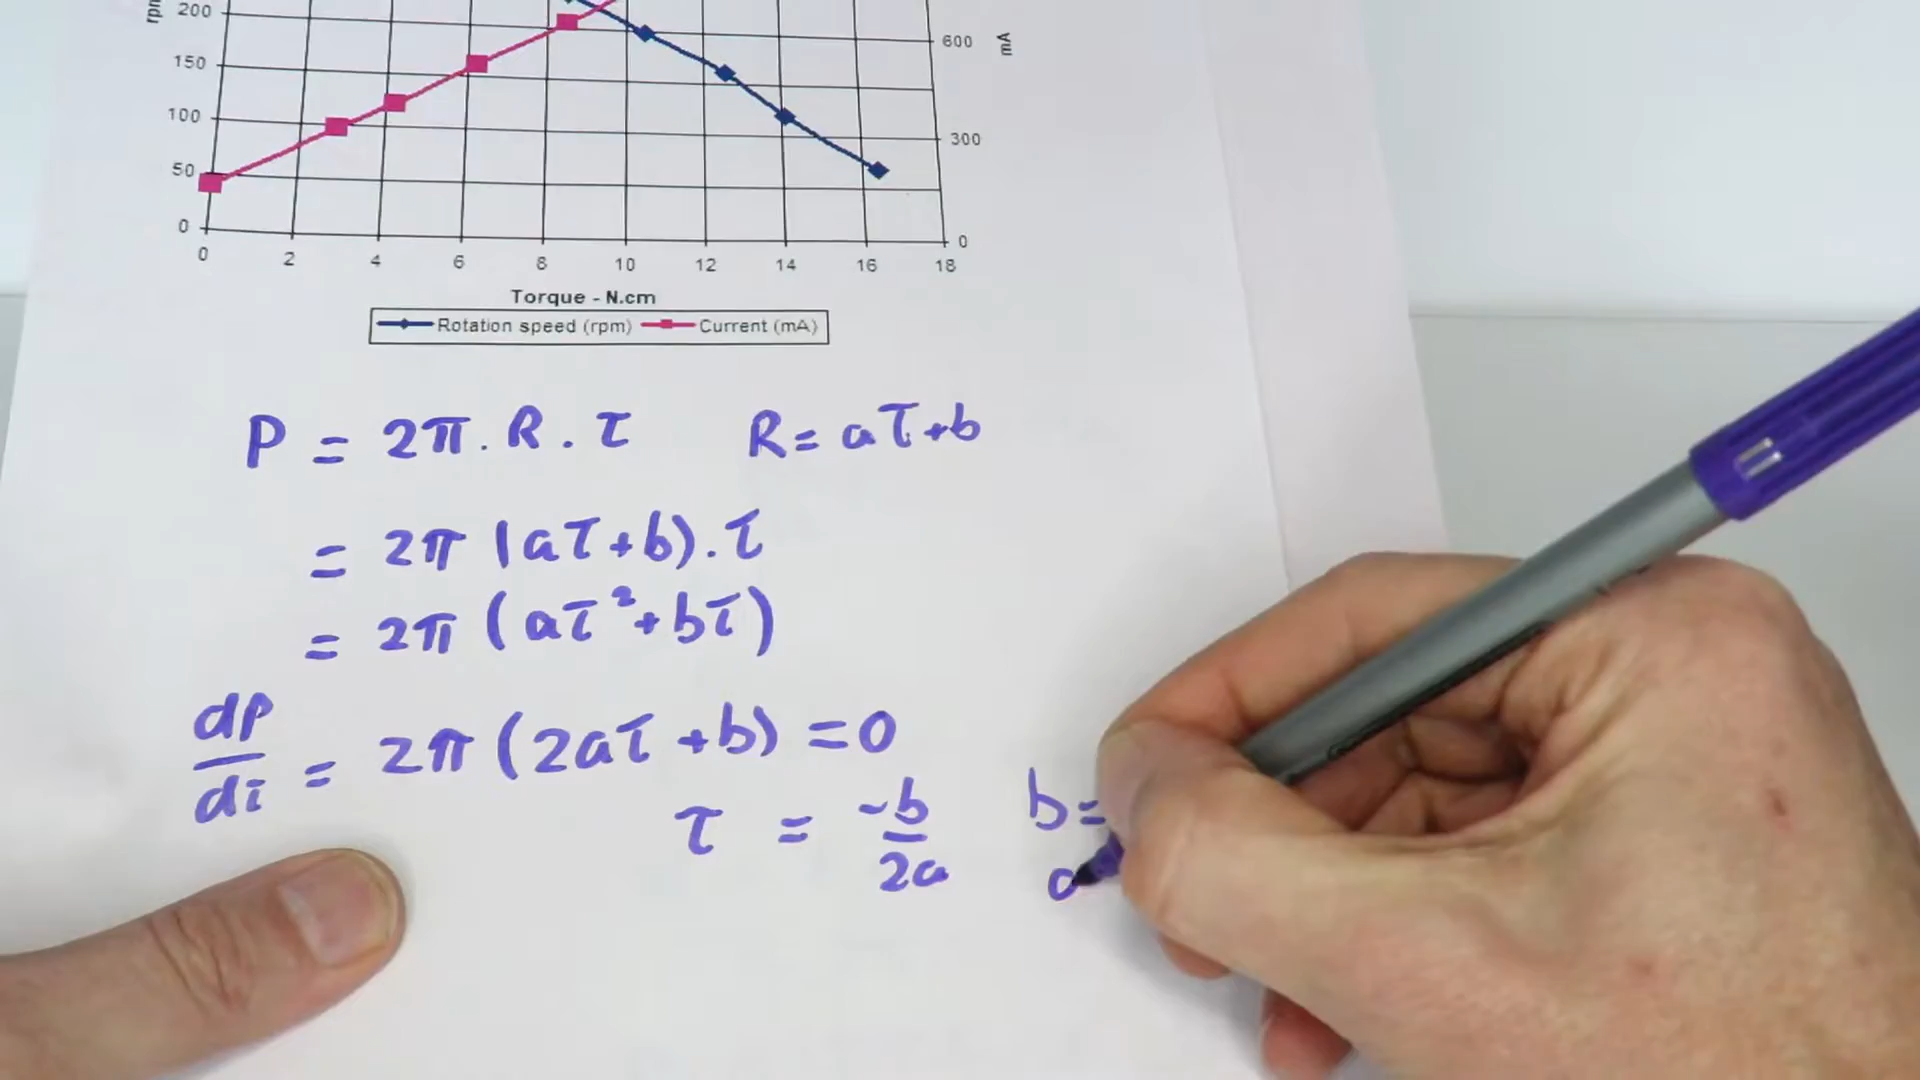 rpm
200
150
100
50
0
600
300
0
mA
0 2 4 6 8 10 12 14 16 18
Torque - N.cm
Rotation speed (rpm) Current (mA)
P = 2π . R . τ R = aτ+b
= 2π (aτ+b).τ
= 2π (aτ²+bτ)
dP/dτ = 2π (2aτ+b) = 0
τ = -b/2a b=
a